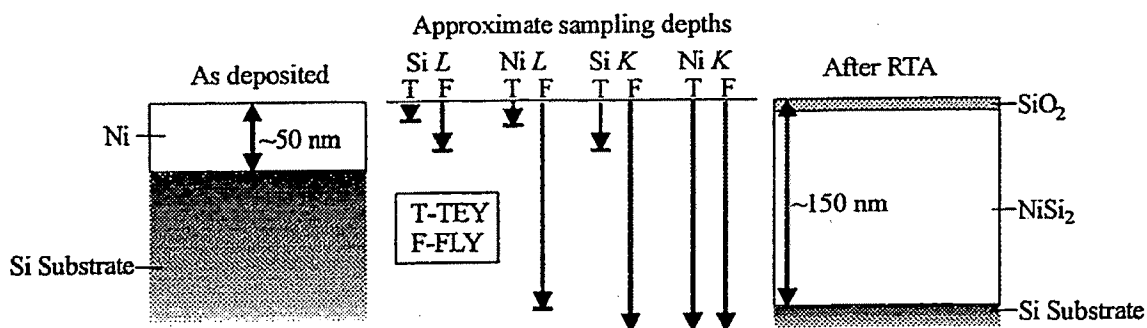 Approximate sampling depths
As deposited
Si L Ni L Si K Ni K
T F T F T F T F
After RTA
Ni
~50 nm
SiO2
T-TEY
F-FLY
~150 nm
NiSi2
Si Substrate
Si Substrate